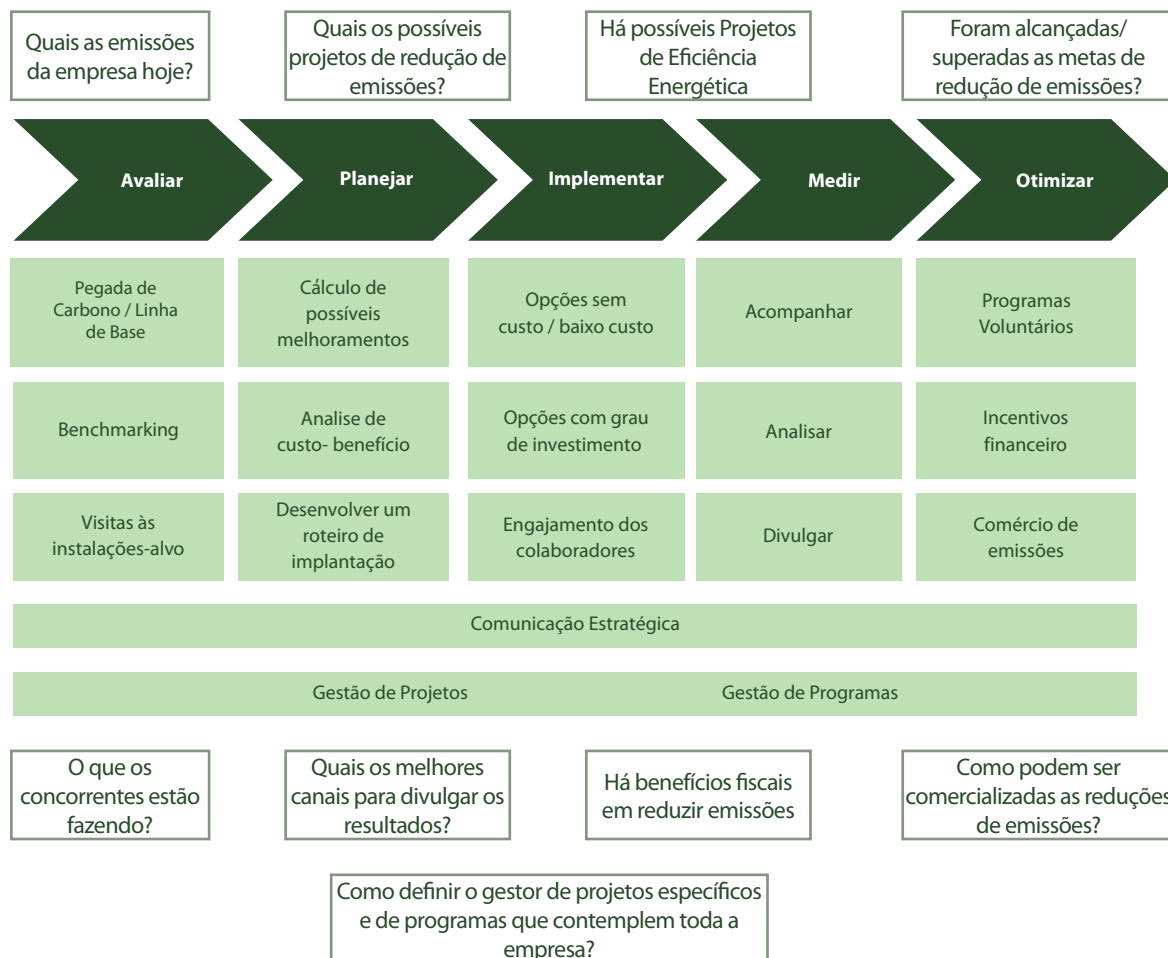 Quais as emissões
da empresa hoje?
Quais os possíveis
projetos de redução de
emissões?
Há possíveis Projetos
de Eficiência
Energética
Foram alcançadas/
superadas as metas de
redução de emissões?
Avaliar
Planejar
Implementar
Medir
Otimizar
Pegada de
Carbono / Linha
de Base
Cálculo de
possíveis
melhoramentos
Opções sem
custo / baixo custo
Acompanhar
Programas
Voluntários
Benchmarking
Analise de
custo- benefício
Opções com grau
de investimento
Analisar
Incentivos
financeiro
Visitas às
instalações-alvo
Desenvolver um
roteiro de
implantação
Engajamento dos
colaboradores
Divulgar
Comércio de
emissões
Comunicação Estratégica
Gestão de Projetos
Gestão de Programas
O que os
concorrentes estão
fazendo?
Quais os melhores
canais para divulgar os
resultados?
Há benefícios fiscais
em reduzir emissões
Como podem ser
comercializadas as reduções
de emissões?
Como definir o gestor de projetos específicos
e de programas que contemplem toda a
empresa?